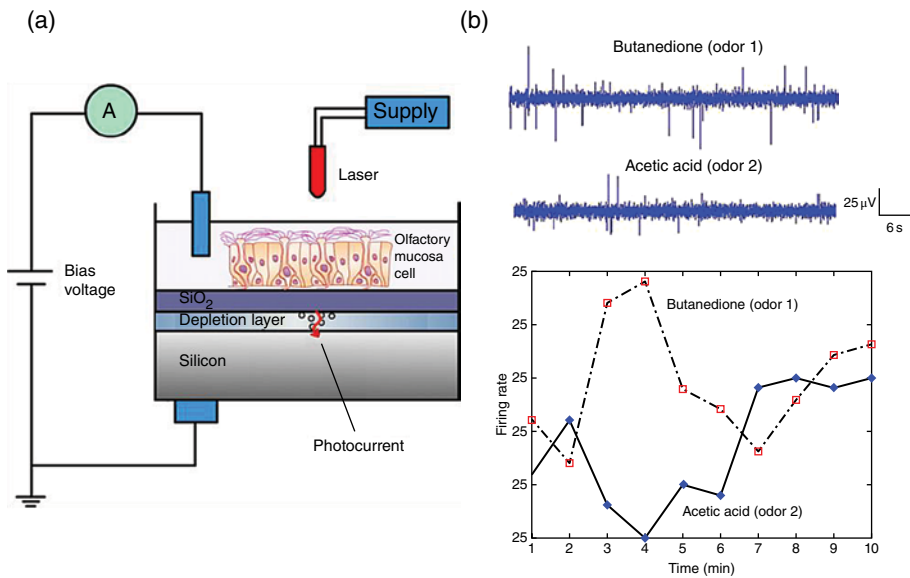 (a)
A
Supply
Laser
Olfactory
mucosa
cell
Bias
voltage
SiO2
Depletion layer
Silicon
Photocurrent
(b)
Butanedione (odor 1)
Acetic acid (odor 2)
25 µV
6 s
25
25
25
25
25
25
Firing rate
Butanedione (odor 1)
Acetic acid (odor 2)
1 2 3 4 5 6 7 8 9 10
Time (min)